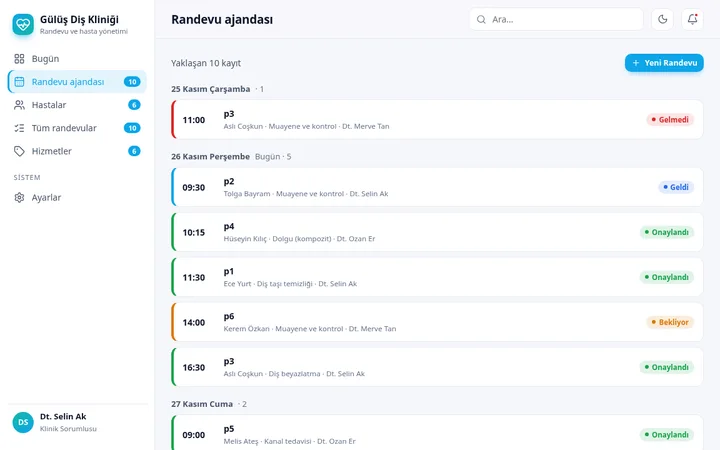 Gülüş Diş Kliniği
Randevu ve hasta yönetimi
Bugün
Randevu ajandası 10
Hastalar 6
Tüm randevular 10
Hizmetler 6
SİSTEM
Ayarlar
DS
Dt. Selin Ak
Klinik Sorumlusu
Randevu ajandası
Ara...
Yaklaşan 10 kayıt
+ Yeni Randevu
25 Kasım Çarşamba · 1
11:00
p3
Aslı Coşkun · Muayene ve kontrol · Dt. Merve Tan
Gelmedi
26 Kasım Perşembe Bugün · 5
09:30
p2
Tolga Bayram · Muayene ve kontrol · Dt. Selin Ak
Geldi
10:15
p4
Hüseyin Kılıç · Dolgu (kompozit) · Dt. Ozan Er
Onaylandı
11:30
p1
Ece Yurt · Diş taşı temizliği · Dt. Selin Ak
Onaylandı
14:00
p6
Kerem Özkan · Muayene ve kontrol · Dt. Merve Tan
Bekliyor
16:30
p3
Aslı Coşkun · Diş beyazlatma · Dt. Selin Ak
Onaylandı
27 Kasım Cuma · 2
09:00
p5
Melis Ateş · Kanal tedavisi · Dt. Ozan Er
Onaylandı